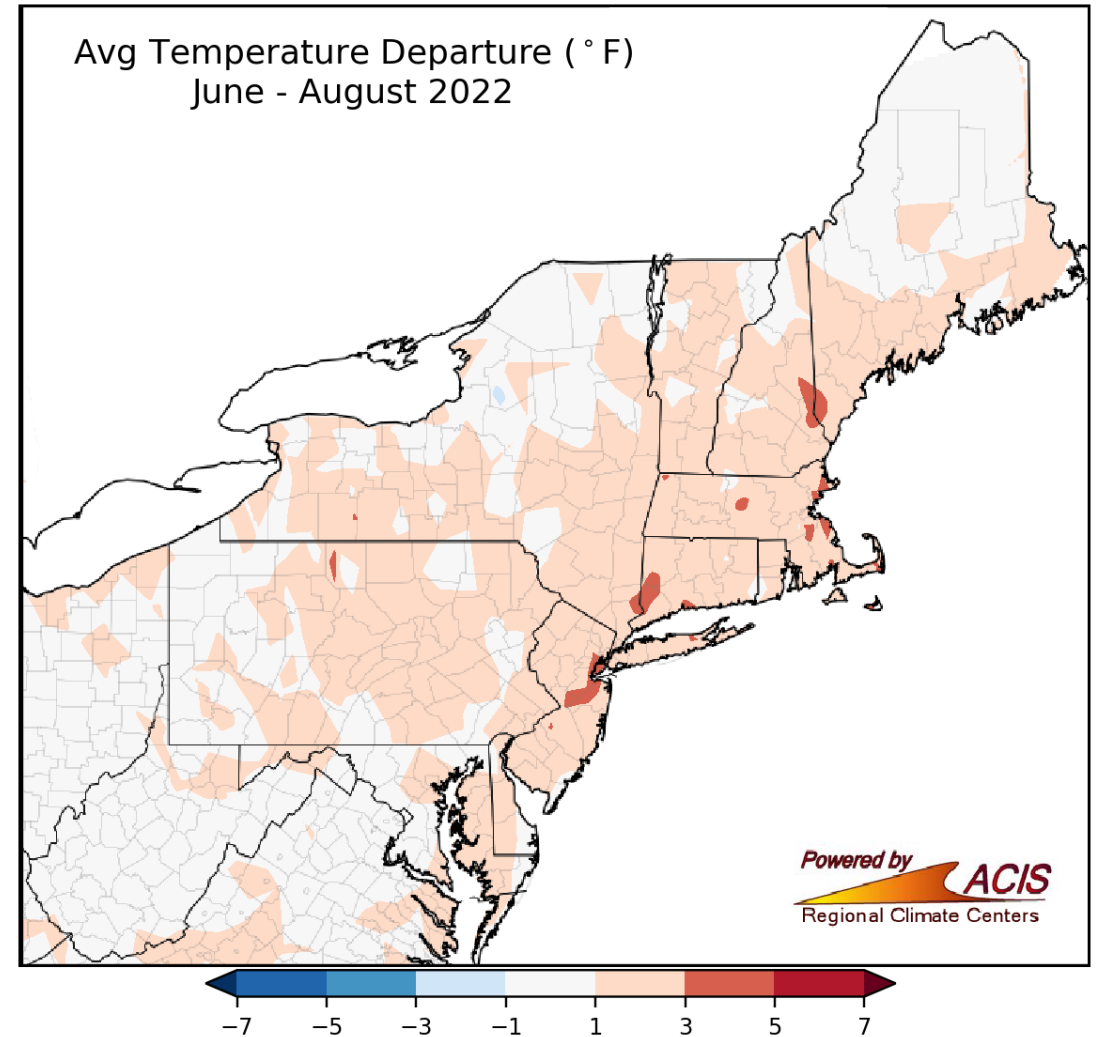 Avg Temperature Departure (°F)
June - August 2022
Powered by
ACIS
Regional Climate Centers
−7 −5 −3 −1 1 3 5 7